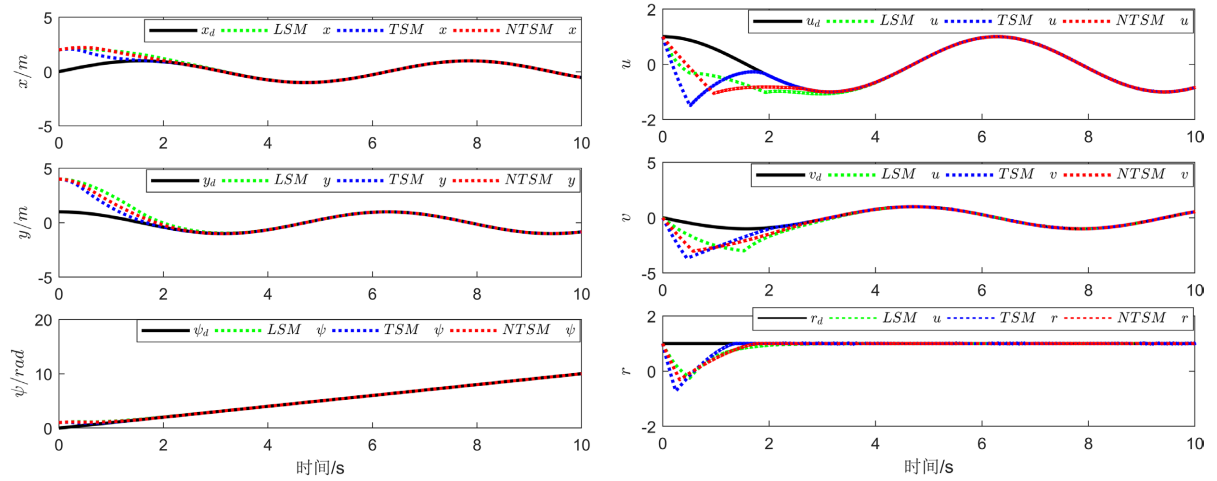 x_d LSM x TSM x NTSM x
5
0
-5
x/m
0 2 4 6 8 10
y_d LSM y TSM y NTSM y
5
0
-5
y/m
0 2 4 6 8 10
ψ_d LSM ψ TSM ψ NTSM ψ
20
10
0
ψ/rad
0 2 4 6 8 10
时间/s
u_d LSM u TSM u NTSM u
2
0
-2
u
0 2 4 6 8 10
v_d LSM u TSM v NTSM v
5
0
-5
v
0 2 4 6 8 10
r_d LSM u TSM r NTSM r
2
0
-2
r
0 2 4 6 8 10
时间/s